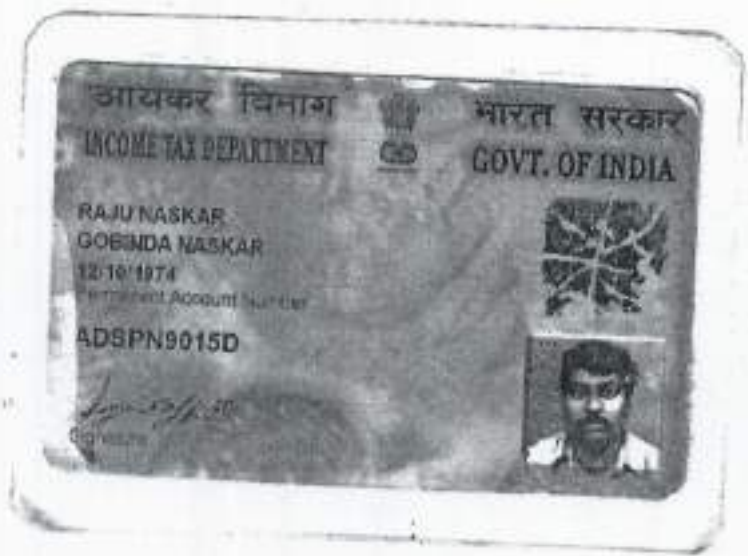 आयकर विभाग
INCOME TAX DEPARTMENT
भारत सरकार
GOVT. OF INDIA
RAJU NASKAR
GOBINDA NASKAR
12/10/1974
Permanent Account Number
ADSPN9015D
Signature